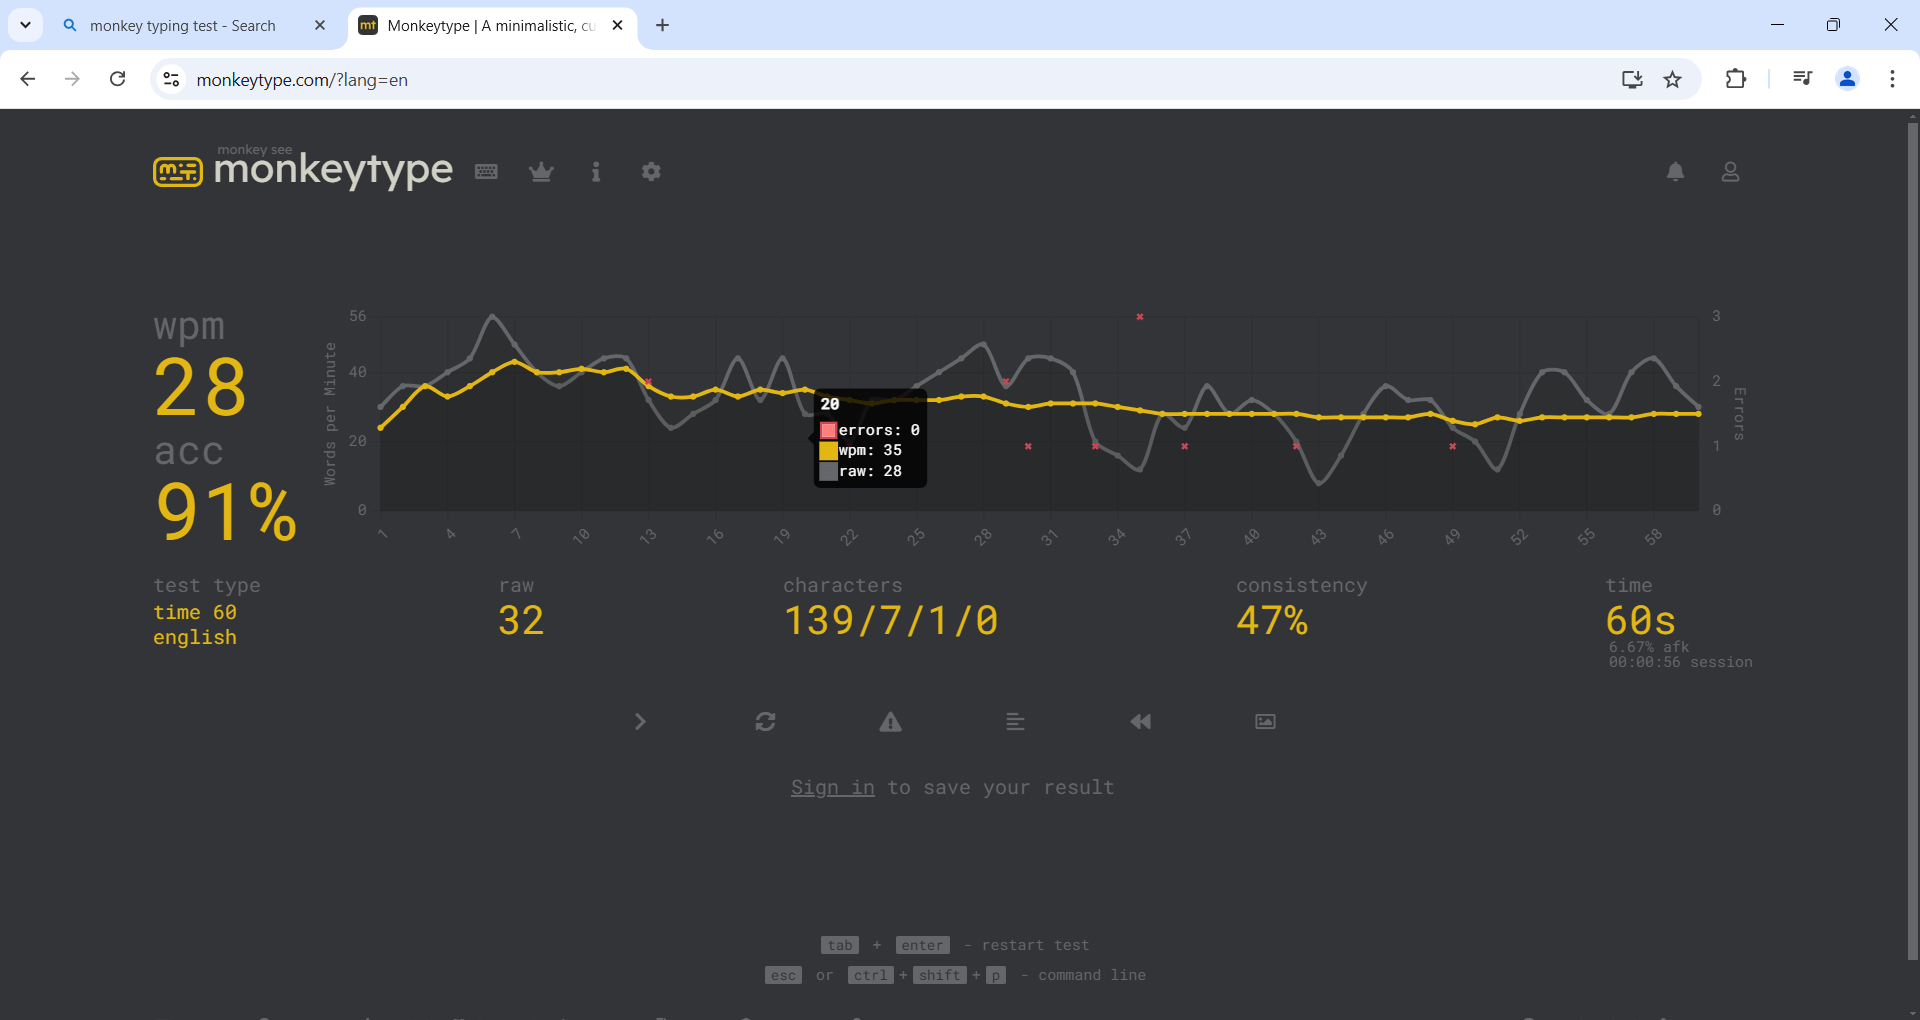 monkey typing test - Search
Monkeytype | A minimalistic, cu
monkeytype.com/?lang=en
monkey see
monkeytype
wpm
28
acc
91%
Words per Minute
56
40
20
0
3
2
1
0
Errors
20
errors: 0
wpm: 35
raw: 28
1 4 7 10 13 16 19 22 25 28 31 34 37 40 43 46 49 52 55 58
test type
time 60
english
raw
32
characters
139/7/1/0
consistency
47%
time
60s
6.67% afk
00:00:56 session
Sign in to save your result
tab + enter - restart test
esc or ctrl + shift + p - command line